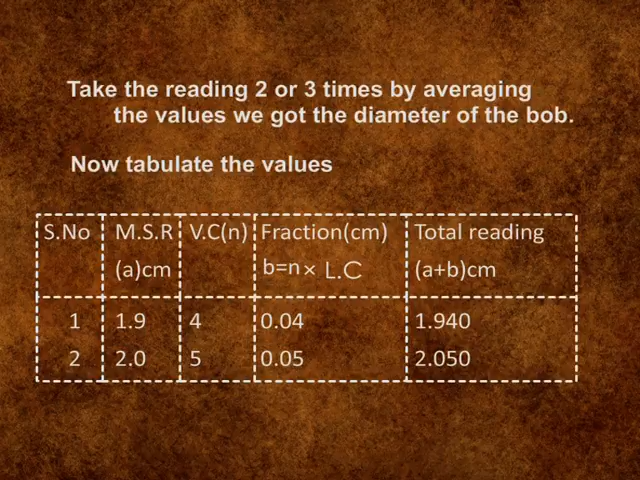 Take the reading 2 or 3 times by averaging
the values we got the diameter of the bob.
Now tabulate the values
S.No M.S.R V.C(n) Fraction(cm) Total reading
(a)cm b=n × L.C (a+b)cm
1 1.9 4 0.04 1.940
2 2.0 5 0.05 2.050